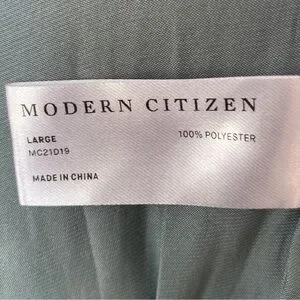 MODERN CITIZEN
LARGE 100% POLYESTER
MC21D19
MADE IN CHINA